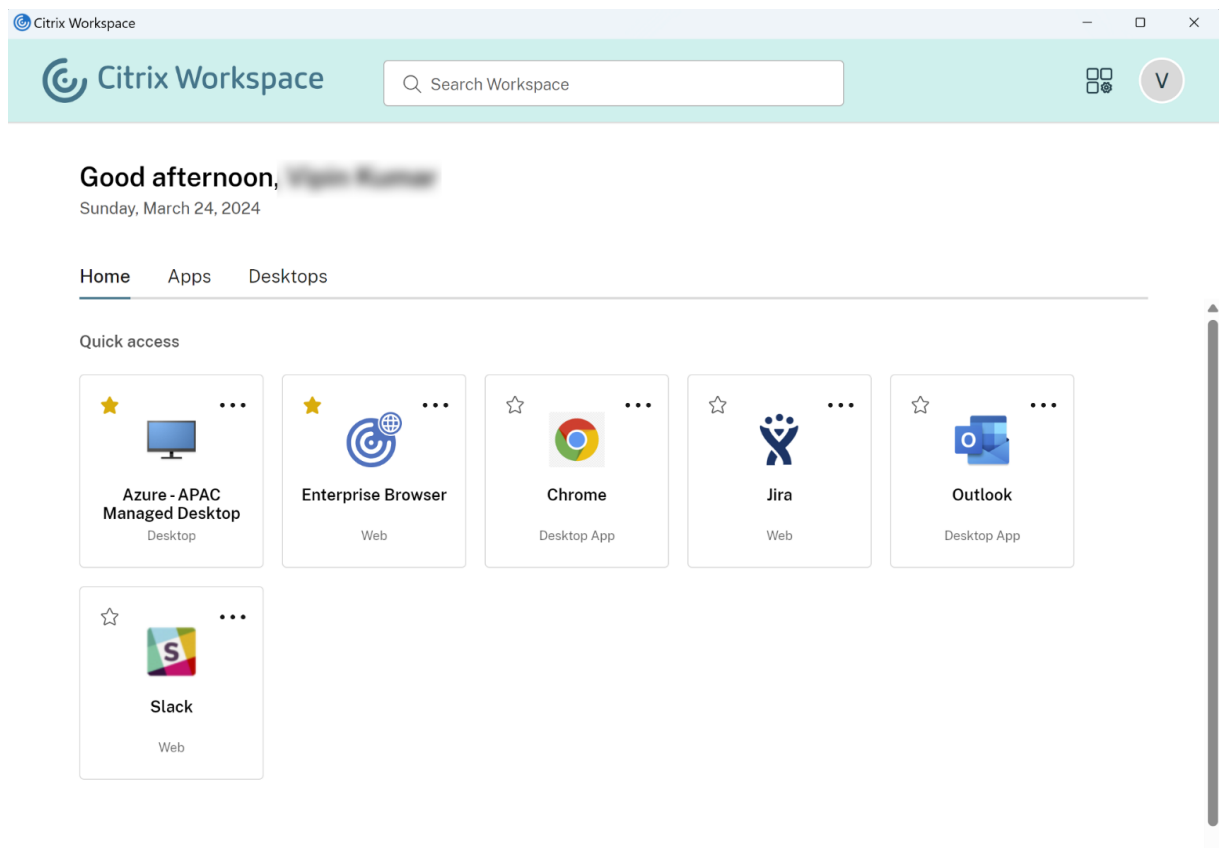 Citrix Workspace
Citrix Workspace
Search Workspace
V
Good afternoon,
Sunday, March 24, 2024
Home Apps Desktops
Quick access
Azure - APAC
Managed Desktop
Desktop
Enterprise Browser
Web
Chrome
Desktop App
Jira
Web
O
Outlook
Desktop App
S
Slack
Web